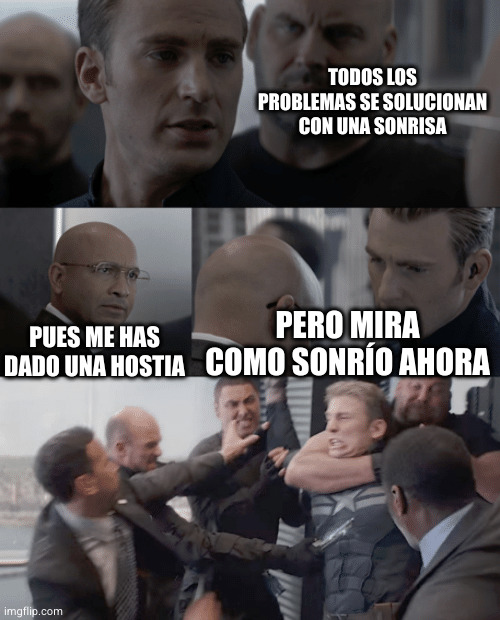 TODOS LOS
PROBLEMAS SE SOLUCIONAN
CON UNA SONRISA
PUES ME HAS
DADO UNA HOSTIA
PERO MIRA
COMO SONRÍO AHORA
imgflip.com